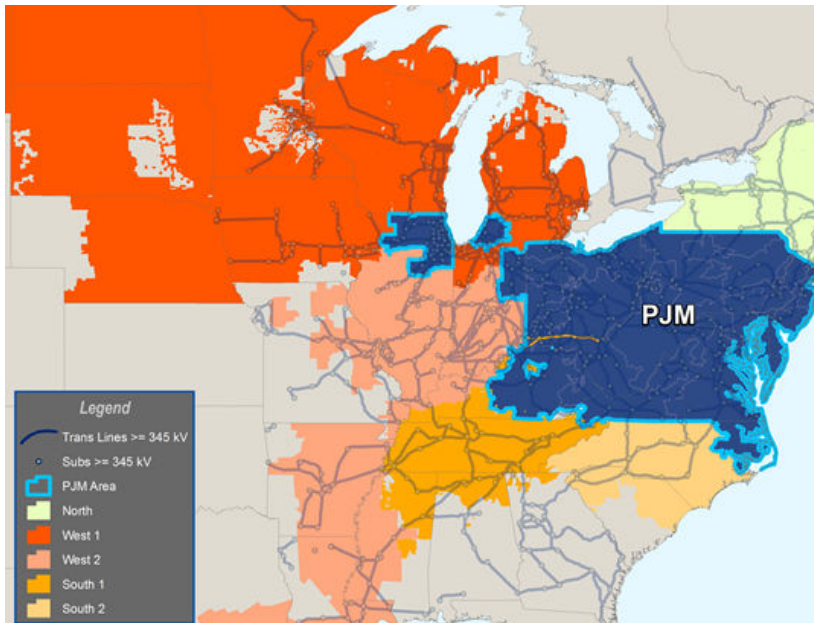 PJM
Legend
Trans Lines >= 345 kV
Subs >= 345 kV
PJM Area
North
West 1
West 2
South 1
South 2